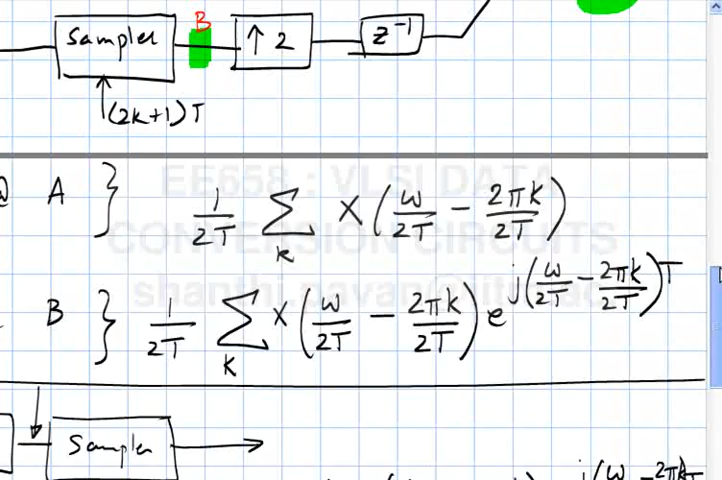 B
Sampler ↑ 2 z⁻¹
(2k+1)T
EE658 : VLSI DATA
A } 1/2T Σ_k X(ω/2T − 2πk/2T)
CONVERSION CIRCUITS
B } 1/2T Σ_k X(ω/2T − 2πk/2T) e^{j(ω/2T − 2πk/2T)T}
Sampler